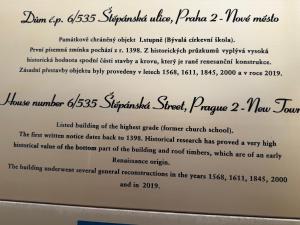 Dům č.p. 6/535 Štěpánská ulice, Praha 2 - Nové město
Památkově chráněný objekt I.stupně (Bývalá církevní škola).
První písemná zmínka pochází z r. 1398. Z historických průzkumů vyplývá vysoká
historická hodnota spodní části stavby a krovu, který je raně renesanční konstrukce.
Zásadní přestavby objektu byly provedeny v letech 1568, 1611, 1845, 2000 a v roce 2019.
House number 6/535 Štěpánská Street, Prague 2 - New Town
Listed building of the highest grade (former church school).
The first written notice dates back to 1398. Historical research has proved a very high
historical value of the bottom part of the building and roof timbers, which are of an early
Renaissance origin.
The building underwent several general reconstructions in the years 1568, 1611, 1845, 2000
and in 2019.